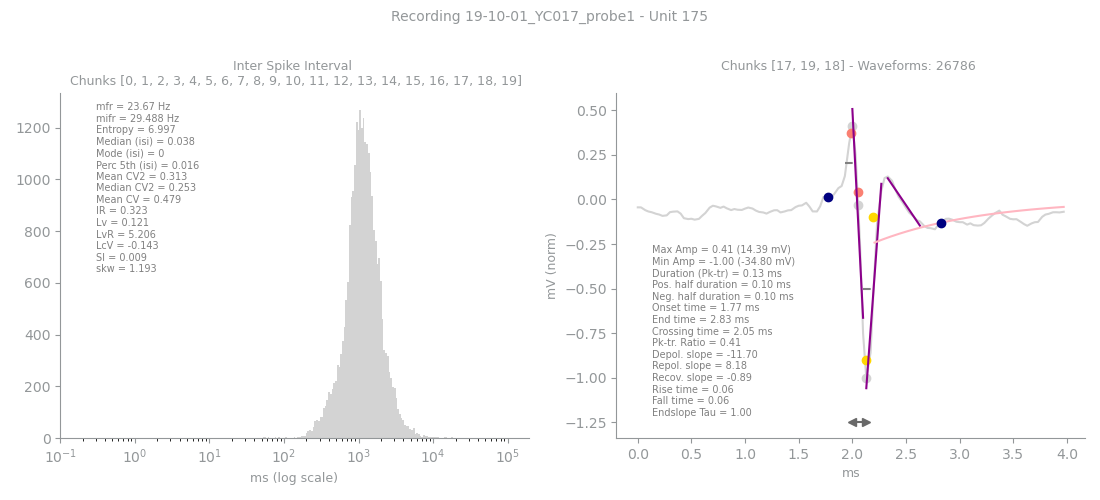 Recording 19-10-01_YC017_probe1 - Unit 175
Inter Spike Interval
Chunks [0, 1, 2, 3, 4, 5, 6, 7, 8, 9, 10, 11, 12, 13, 14, 15, 16, 17, 18, 19]
mfr = 23.67 Hz
mifr = 29.488 Hz
Entropy = 6.997
Median (isi) = 0.038
Mode (isi) = 0
Perc 5th (isi) = 0.016
Mean CV2 = 0.313
Median CV2 = 0.253
Mean CV = 0.479
IR = 0.323
Lv = 0.121
LvR = 5.206
LcV = -0.143
SI = 0.009
skw = 1.193
1200
1000
800
600
400
200
0
10⁻¹ 10⁰ 10¹ 10² 10³ 10⁴ 10⁵
ms (log scale)
Chunks [17, 19, 18] - Waveforms: 26786
mV (norm)
0.50
0.25
0.00
−0.25
−0.50
−0.75
−1.00
−1.25
Max Amp = 0.41 (14.39 mV)
Min Amp = -1.00 (-34.80 mV)
Duration (Pk-tr) = 0.13 ms
Pos. half duration = 0.10 ms
Neg. half duration = 0.10 ms
Onset time = 1.77 ms
End time = 2.83 ms
Crossing time = 2.05 ms
Pk-tr. Ratio = 0.41
Depol. slope = -11.70
Repol. slope = 8.18
Recov. slope = -0.89
Rise time = 0.06
Fall time = 0.06
Endslope Tau = 1.00
0.0 0.5 1.0 1.5 2.0 2.5 3.0 3.5 4.0
ms